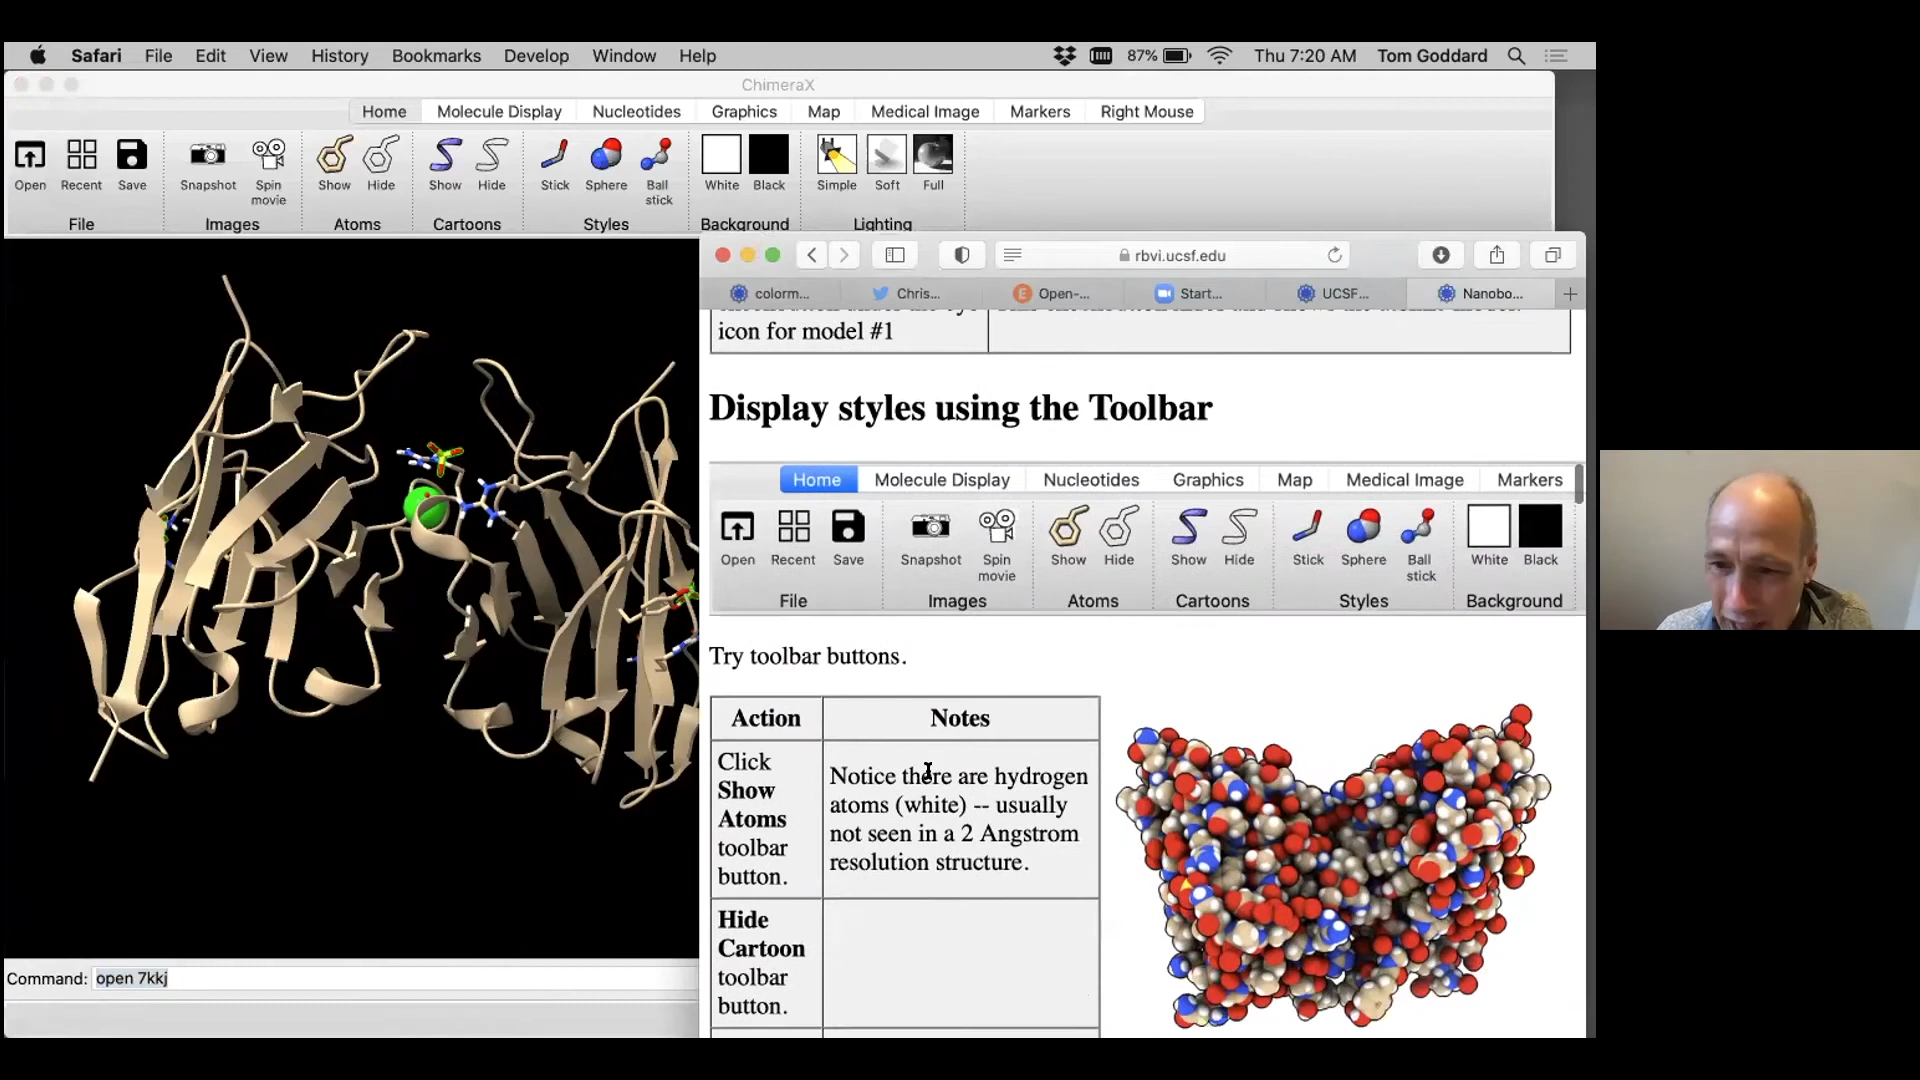 Safari File Edit View History Bookmarks Develop Window Help 87% Thu 7:20 AM Tom Goddard
ChimeraX
Home Molecule Display Nucleotides Graphics Map Medical Image Markers Right Mouse
Open Recent Save Snapshot Spin movie Show Hide Show Hide Stick Sphere Ball stick White Black Simple Soft Full
File Images Atoms Cartoons Styles Background Lighting
rbvi.ucsf.edu
colorm... Chris... Open-... Start... UCSF... Nanobo...
icon for model #1
Display styles using the Toolbar
Home Molecule Display Nucleotides Graphics Map Medical Image Markers
Open Recent Save Snapshot Spin movie Show Hide Show Hide Stick Sphere Ball stick White Black
File Images Atoms Cartoons Styles Background
Try toolbar buttons.
Action Notes
Click
Show
Atoms
toolbar
button.
Notice there are hydrogen
atoms (white) -- usually
not seen in a 2 Angstrom
resolution structure.
Hide
Cartoon
toolbar
button.
Command: open 7kkj